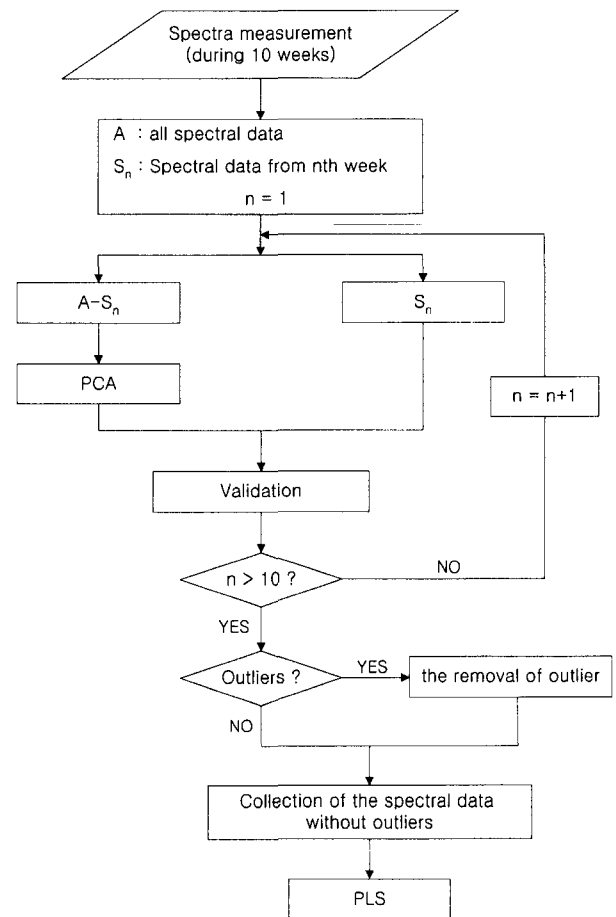 Spectra measurement
(during 10 weeks)
A : all spectral data
Sn : Spectral data from nth week
n = 1
A-Sn
Sn
PCA
n = n+1
Validation
n > 10 ?
NO
YES
Outliers ?
YES
the removal of outlier
NO
Collection of the spectral data
without outliers
PLS